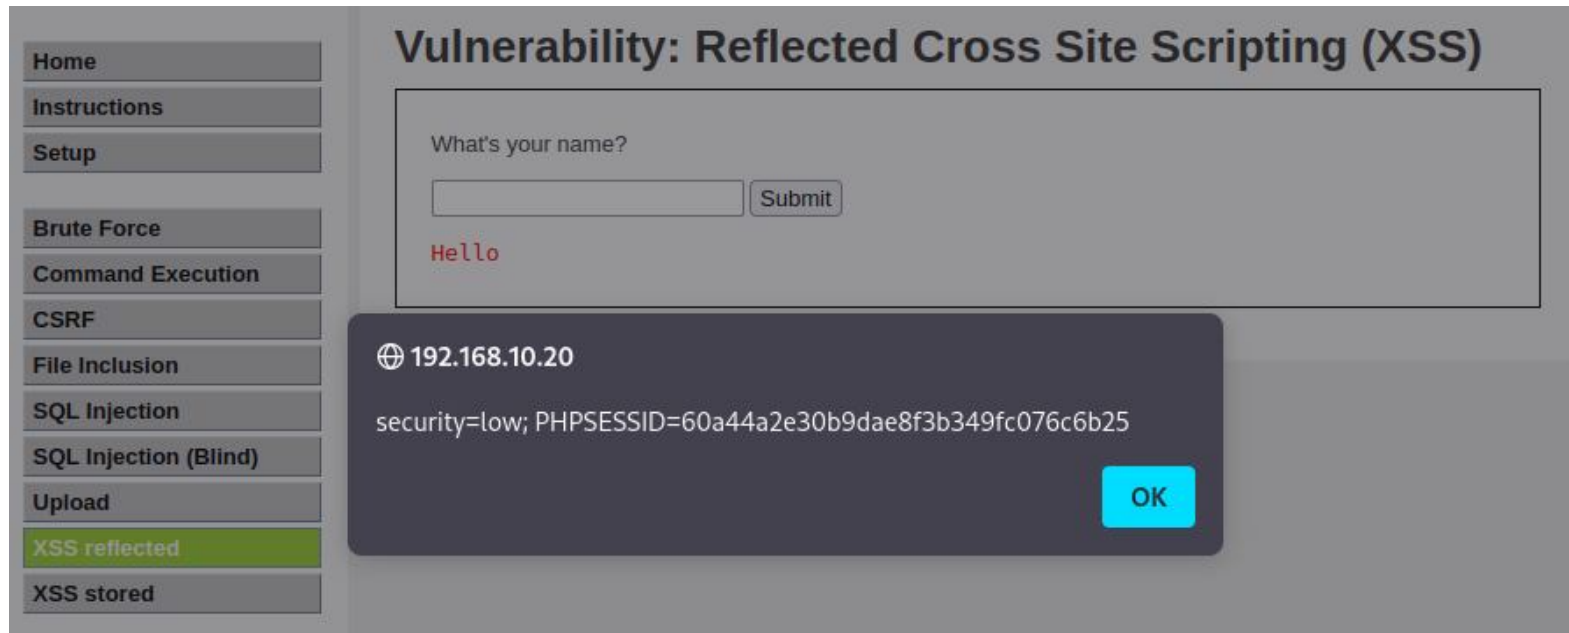 Home
Instructions
Setup
Brute Force
Command Execution
CSRF
File Inclusion
SQL Injection
SQL Injection (Blind)
Upload
XSS reflected
XSS stored
Vulnerability: Reflected Cross Site Scripting (XSS)
What's your name?
Submit
Hello
192.168.10.20
security=low; PHPSESSID=60a44a2e30b9dae8f3b349fc076c6b25
OK